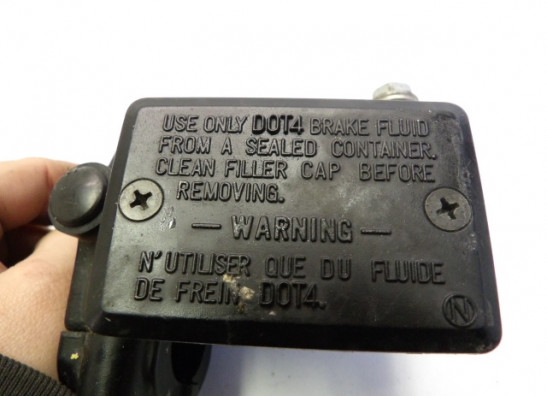 USE ONLY DOT4 BRAKE FLUID
FROM A SEALED CONTAINER.
CLEAN FILLER CAP BEFORE
REMOVING.
— WARNING —
N'UTILISER QUE DU FLUIDE
DE FREIN DOT4.
N